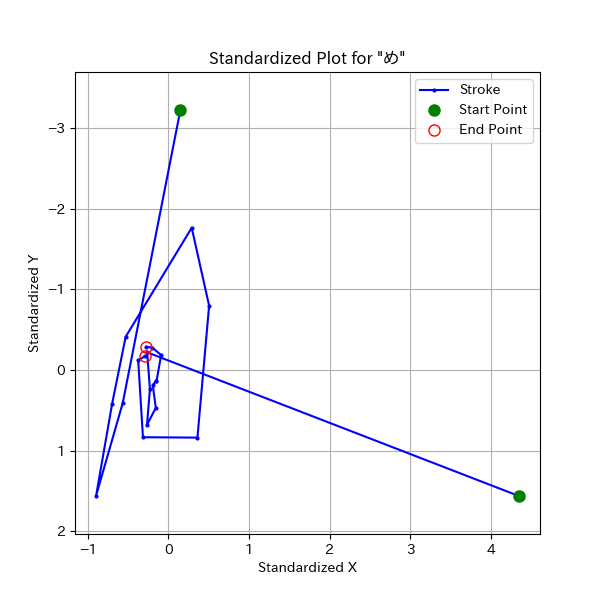 Standardized Plot for "め"
Stroke
Start Point
End Point
Standardized Y
−3
−2
−1
0
1
2
−1
0
1
2
3
4
Standardized X